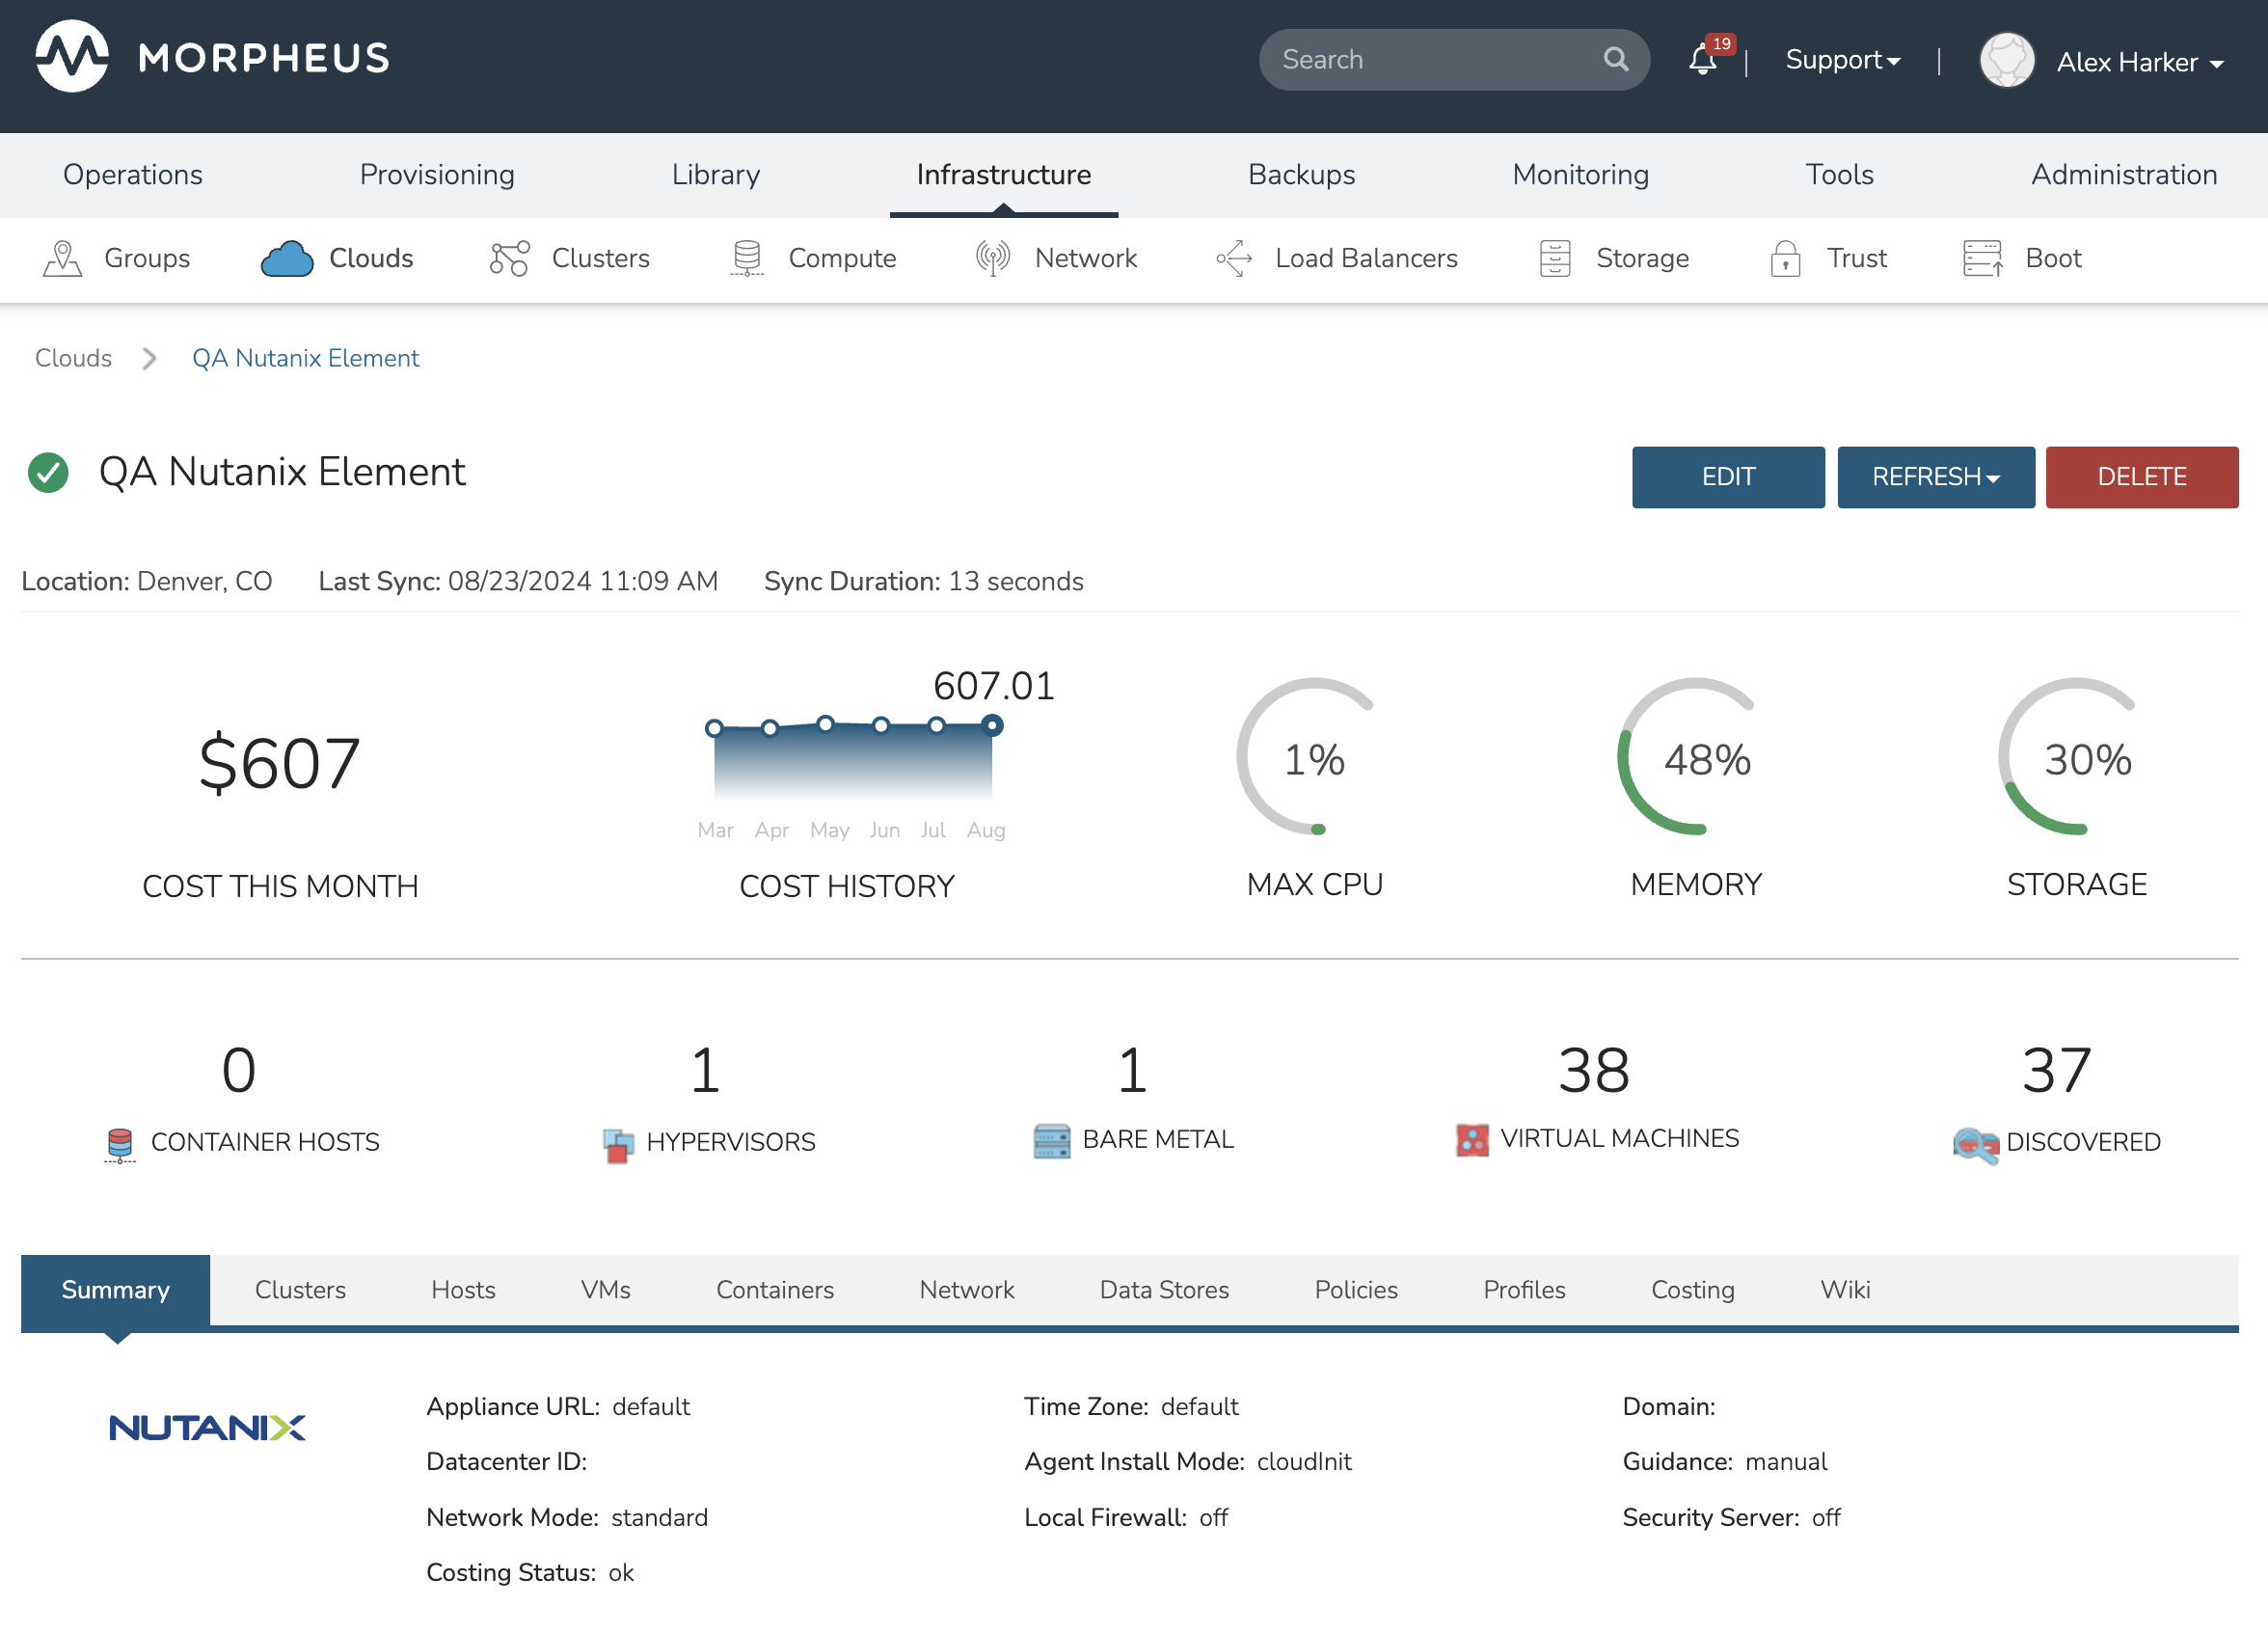 MORPHEUS
Search
19
Support
Alex Harker
Operations Provisioning Library Infrastructure Backups Monitoring Tools Administration
Groups Clouds Clusters Compute Network Load Balancers Storage Trust Boot
Clouds QA Nutanix Element
QA Nutanix Element
EDIT REFRESH DELETE
Location: Denver, CO Last Sync: 08/23/2024 11:09 AM Sync Duration: 13 seconds
$607
COST THIS MONTH
607.01
Mar Apr May Jun Jul Aug
COST HISTORY
1%
MAX CPU
48%
MEMORY
30%
STORAGE
0
CONTAINER HOSTS
1
HYPERVISORS
1
BARE METAL
38
VIRTUAL MACHINES
37
DISCOVERED
Summary Clusters Hosts VMs Containers Network Data Stores Policies Profiles Costing Wiki
NUTANIX
Appliance URL: default
Datacenter ID:
Network Mode: standard
Costing Status: ok
Time Zone: default
Agent Install Mode: cloudInit
Local Firewall: off
Domain:
Guidance: manual
Security Server: off